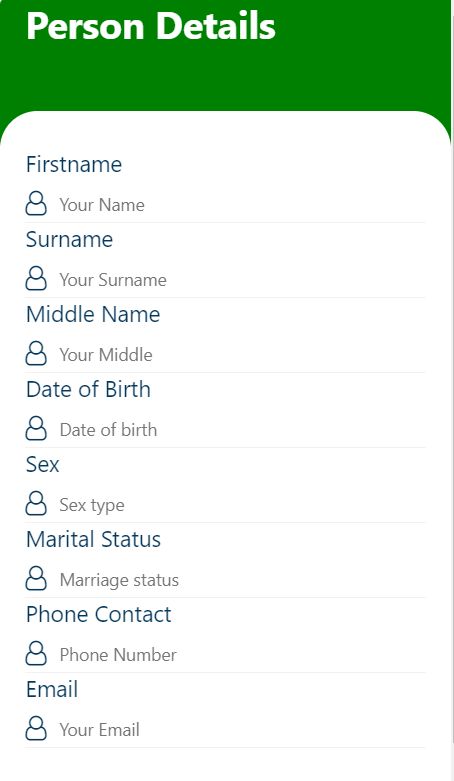 Person Details
Firstname
Your Name
Surname
Your Surname
Middle Name
Your Middle
Date of Birth
Date of birth
Sex
Sex type
Marital Status
Marriage status
Phone Contact
Phone Number
Email
Your Email